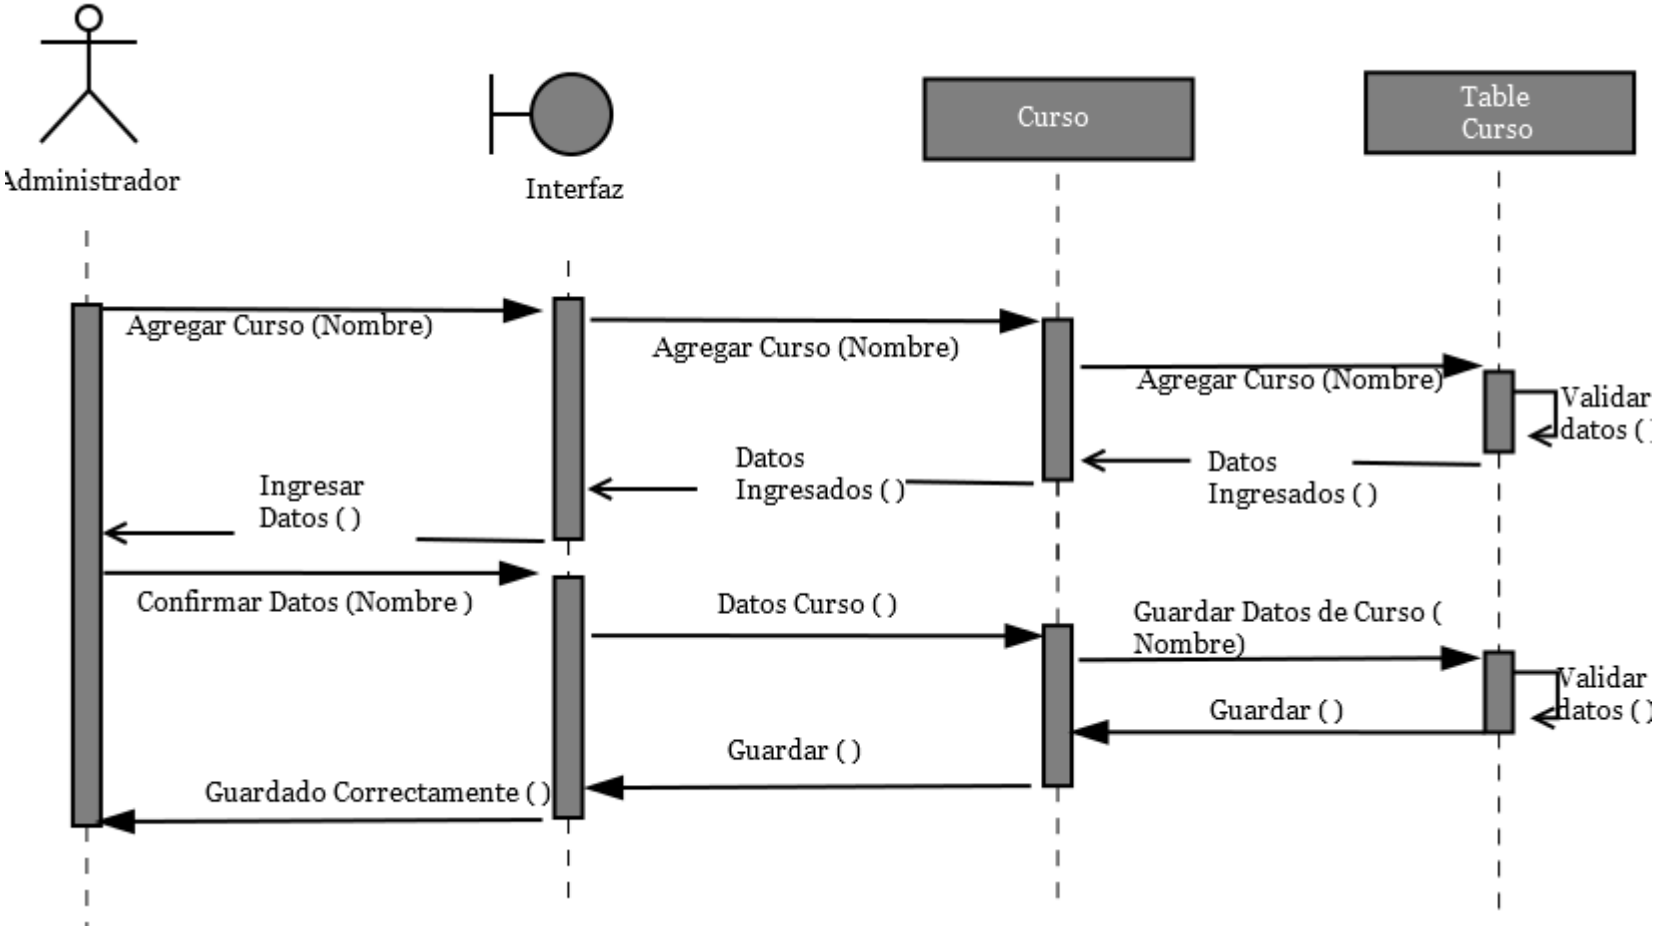 Administrador
Interfaz
Curso
Table
Curso
Agregar Curso (Nombre)
Agregar Curso (Nombre)
Agregar Curso (Nombre)
Validar
datos (
Datos
Ingresados ( )
Datos
Ingresados ( )
Ingresar
Datos ( )
Confirmar Datos (Nombre )
Datos Curso ( )
Guardar Datos de Curso (
Nombre)
Validar
datos ( )
Guardar ( )
Guardar ( )
Guardado Correctamente ( )